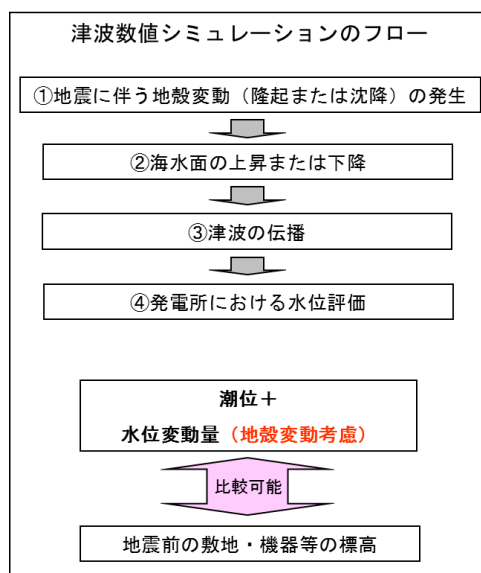 津波数値シミュレーションのフロー
①地震に伴う地殻変動（隆起または沈降）の発生
②海水面の上昇または下降
③津波の伝播
④発電所における水位評価
潮位＋
水位変動量（地殻変動考慮）
比較可能
地震前の敷地・機器等の標高